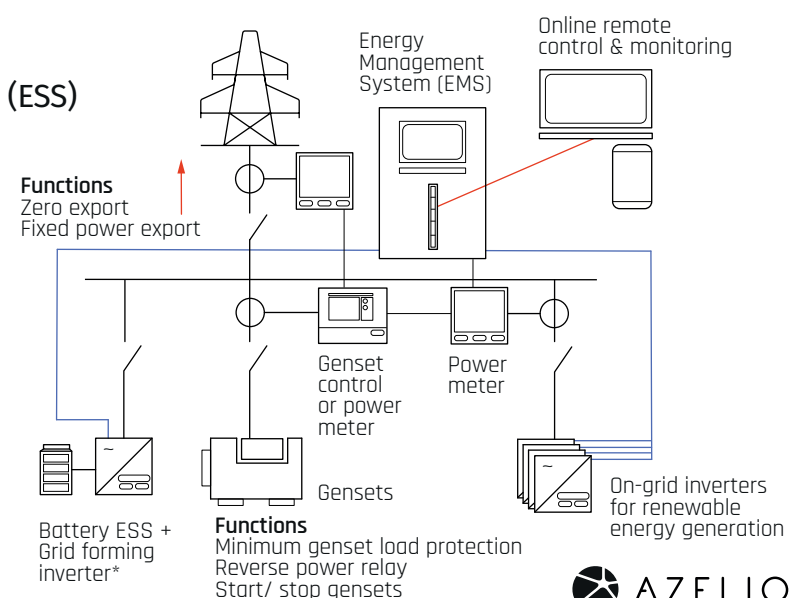 (ESS)
Energy
Management
System (EMS)
Online remote
control & monitoring
Functions
Zero export
Fixed power export
Genset
control
or power
meter
Power
meter
~
~
Battery ESS +
Grid forming
inverter*
Gensets
Functions
Minimum genset load protection
Reverse power relay
Start/ stop gensets
On-grid inverters
for renewable
energy generation
AZELIO